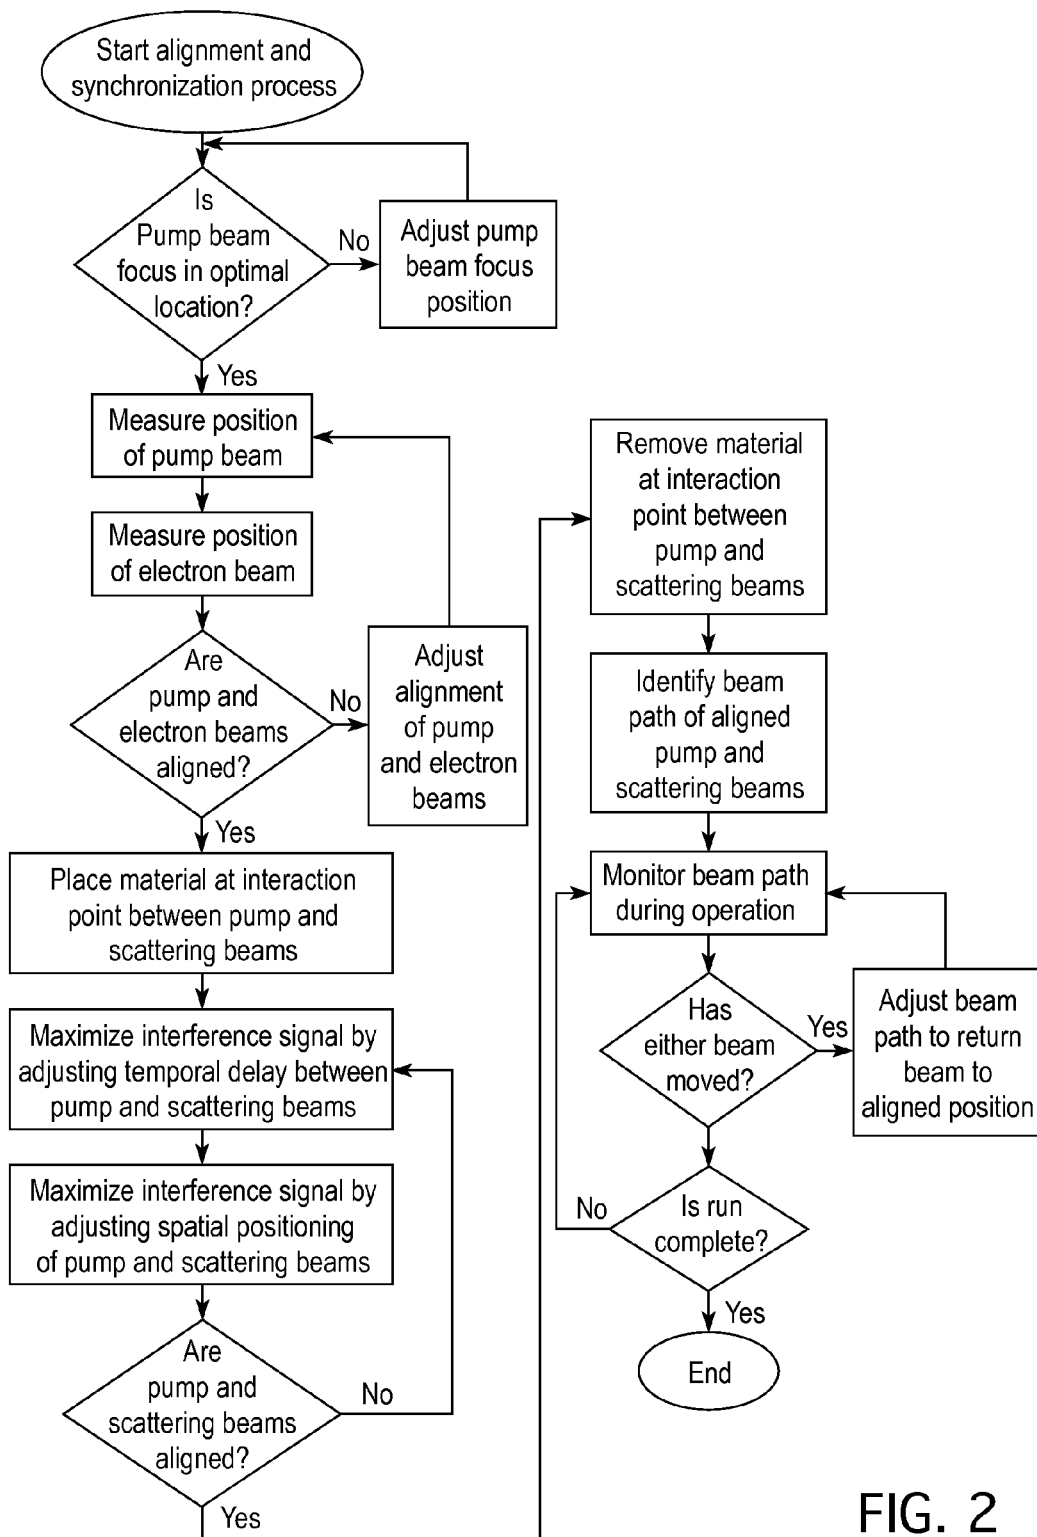 Start alignment and
synchronization process
Is
Pump beam
focus in optimal
location?
No
Adjust pump
beam focus
position
Yes
Measure position
of pump beam
Measure position
of electron beam
Are
pump and
electron beams
aligned?
No
Adjust
alignment
of pump
and electron
beams
Yes
Place material at interaction
point between pump and
scattering beams
Maximize interference signal by
adjusting temporal delay between
pump and scattering beams
Maximize interference signal by
adjusting spatial positioning
of pump and scattering beams
Are
pump and
scattering beams
aligned?
No
Yes
Remove material
at interaction
point between
pump and
scattering beams
Identify beam
path of aligned
pump and
scattering beams
Monitor beam path
during operation
Has
either beam
moved?
Yes
Adjust beam
path to return
beam to
aligned position
Is run
complete?
No
Yes
End
FIG. 2